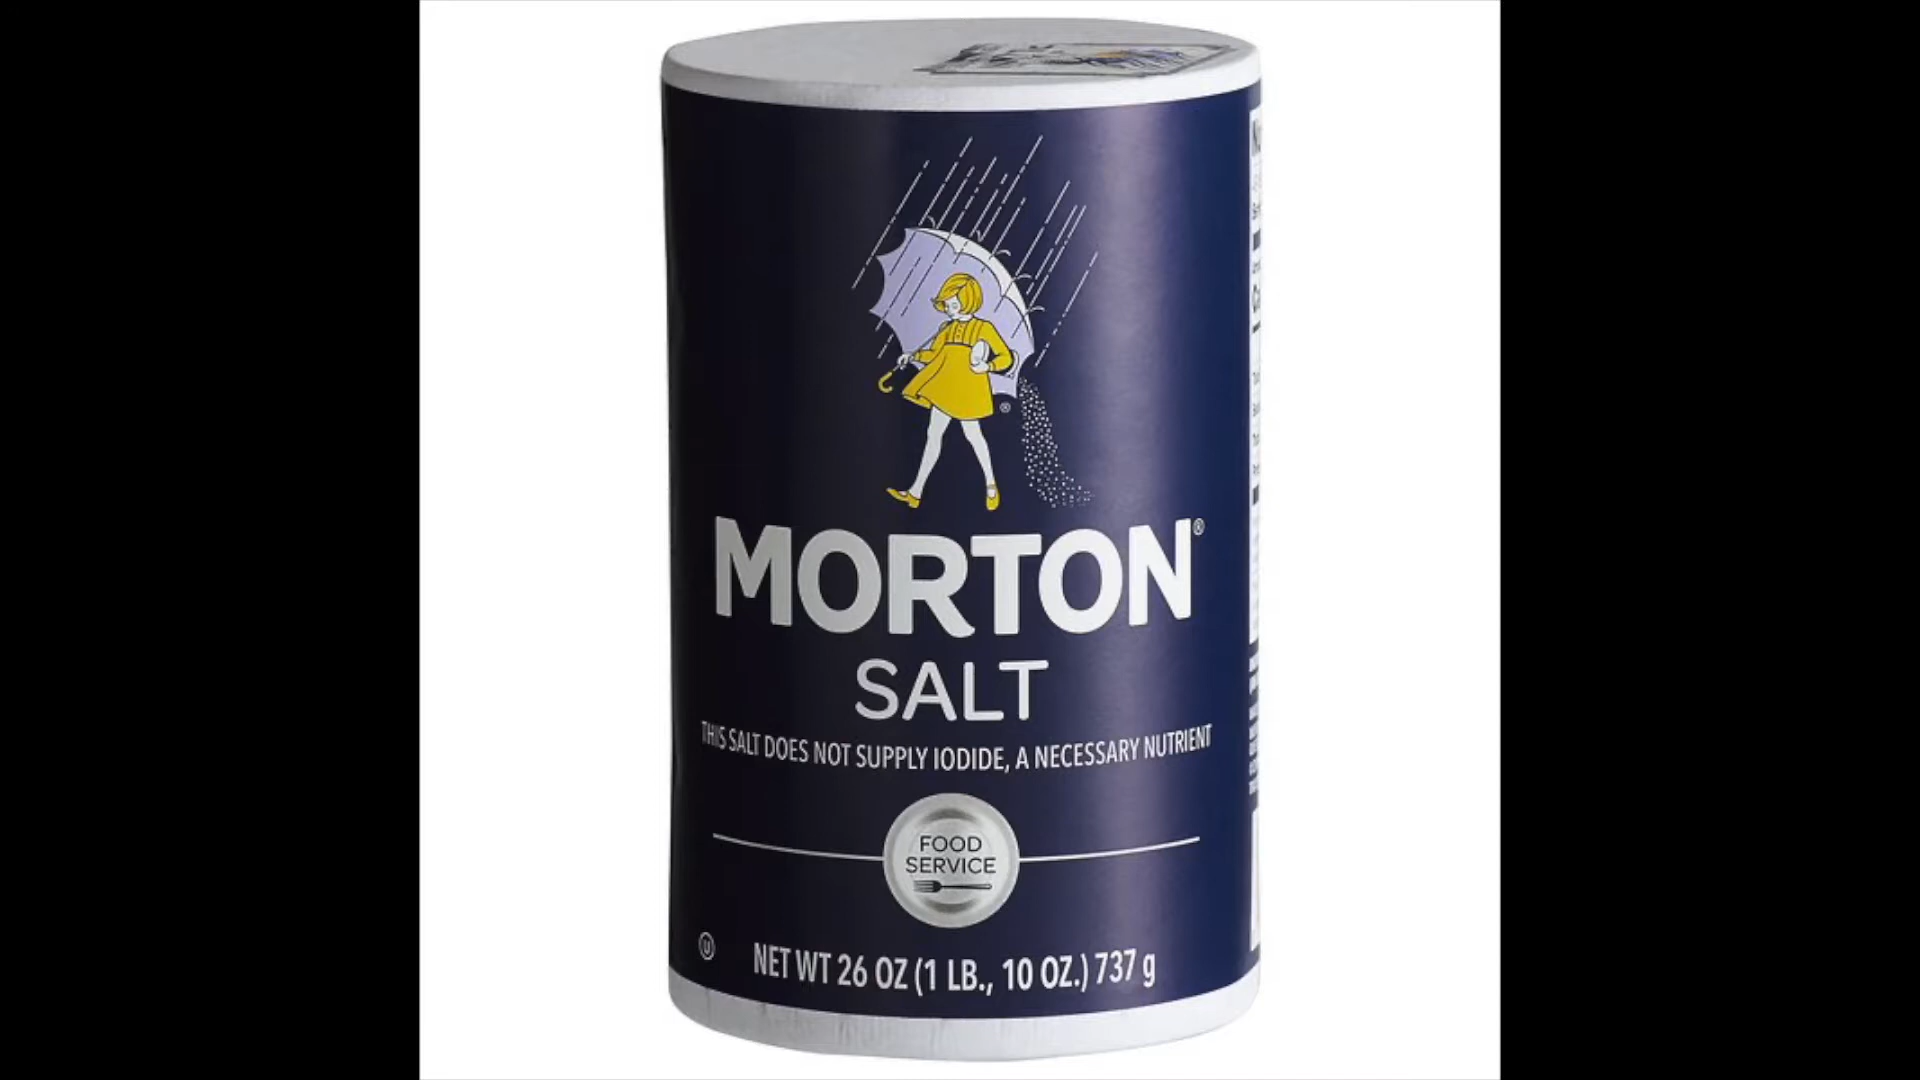 MORTON®
SALT
THIS SALT DOES NOT SUPPLY IODIDE, A NECESSARY NUTRIENT
FOOD
SERVICE
U
NET WT 26 OZ (1 LB., 10 OZ.) 737 g